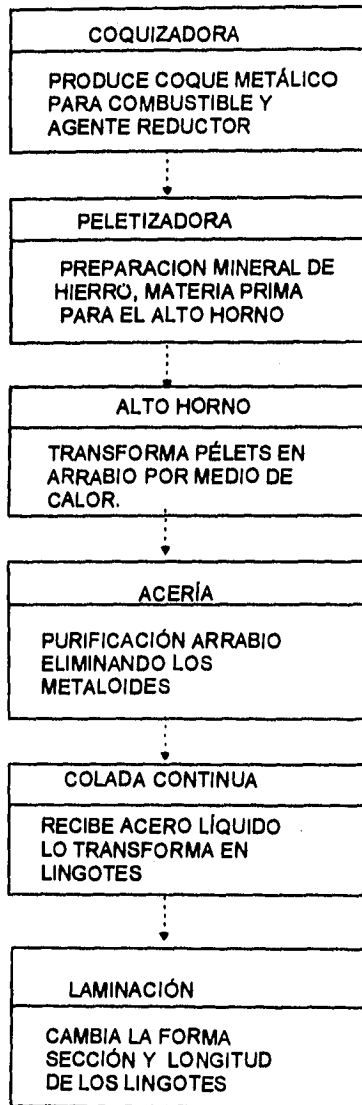 COQUIZADORA
PRODUCE COQUE METÁLICO
PARA COMBUSTIBLE Y
AGENTE REDUCTOR
PELETIZADORA
PREPARACION MINERAL DE
HIERRO, MATERIA PRIMA
PARA EL ALTO HORNO
ALTO HORNO
TRANSFORMA PÉLETS EN
ARRABIO POR MEDIO DE
CALOR.
ACERÍA
PURIFICACIÓN ARRABIO
ELIMINANDO LOS
METALOIDES
COLADA CONTINUA
RECIBE ACERO LÍQUIDO
LO TRANSFORMA EN
LINGOTES
LAMINACIÓN
CAMBIA LA FORMA
SECCIÓN Y LONGITUD
DE LOS LINGOTES